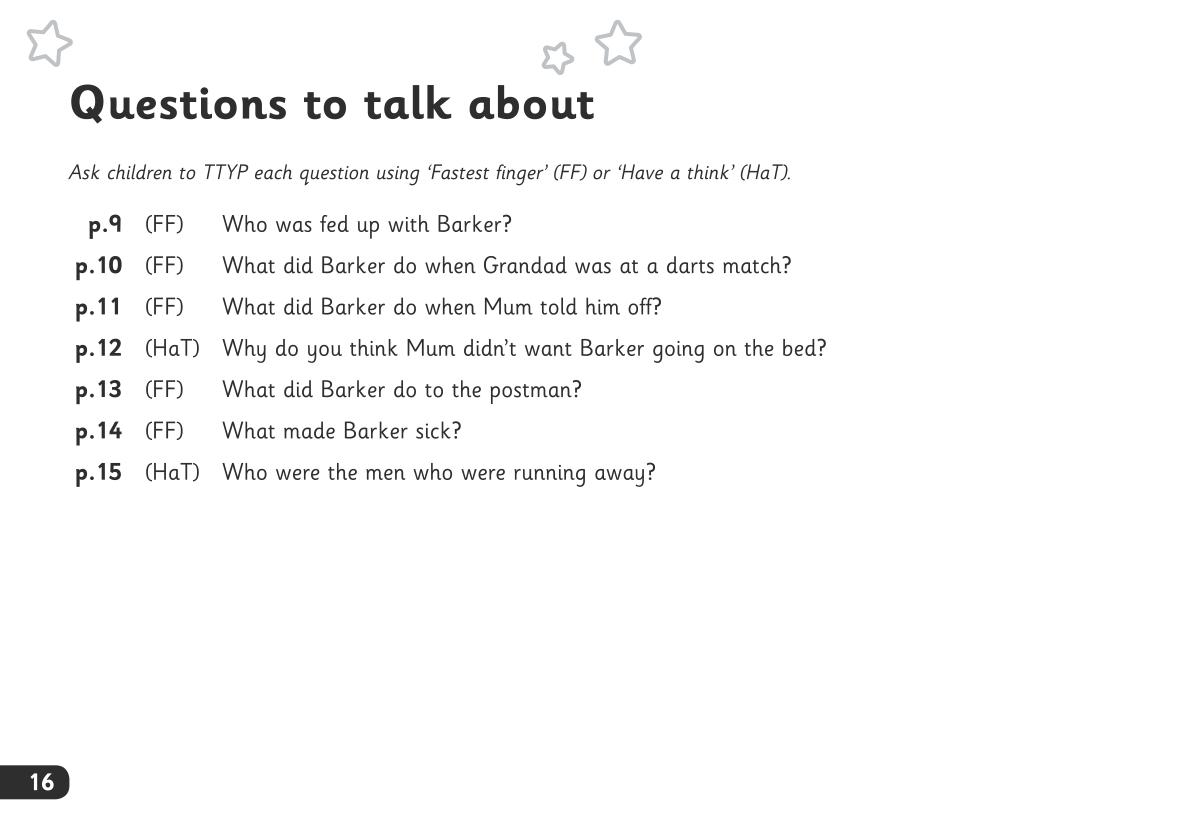 Questions to talk about
Ask children to TTYP each question using ‘Fastest finger’ (FF) or ‘Have a think’ (HaT).
p.9 (FF) Who was fed up with Barker?
p.10 (FF) What did Barker do when Grandad was at a darts match?
p.11 (FF) What did Barker do when Mum told him off?
p.12 (HaT) Why do you think Mum didn’t want Barker going on the bed?
p.13 (FF) What did Barker do to the postman?
p.14 (FF) What made Barker sick?
p.15 (HaT) Who were the men who were running away?
16